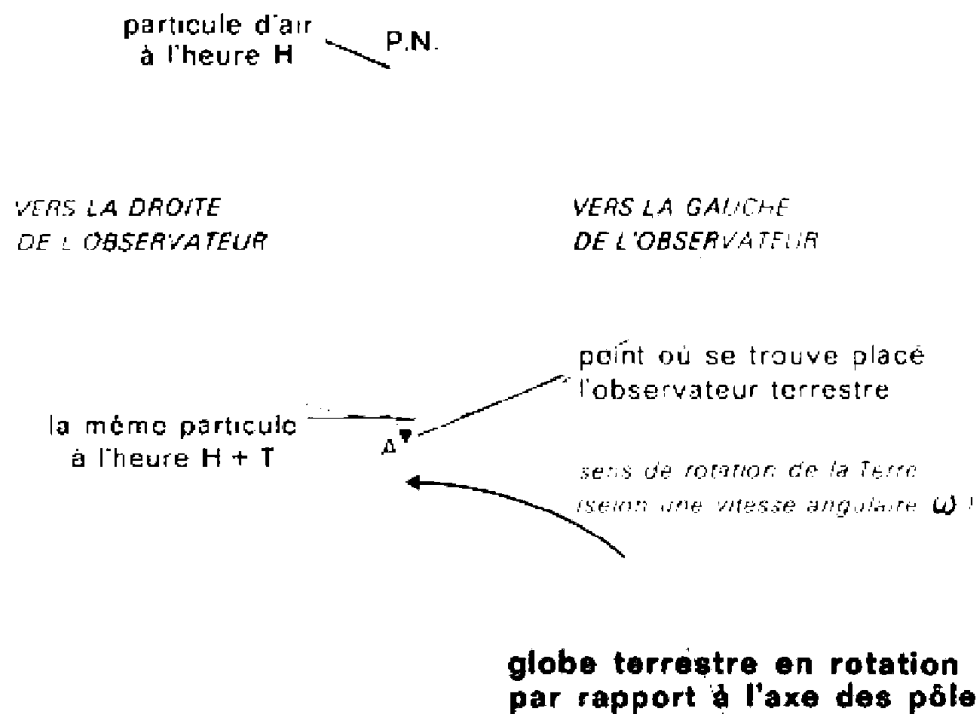 particule d'air
à l'heure H
P.N.
VERS LA DROITE
DE L'OBSERVATEUR
VERS LA GAUCHE
DE L'OBSERVATEUR
point où se trouve placé
l'observateur terrestre
la même particule
à l'heure H + T
A
sens de rotation de la Terre
(selon une vitesse angulaire ω)
globe terrestre en rotation
par rapport à l'axe des pôle